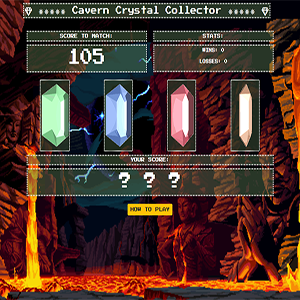 Cavern Crystal Collector
SCORE TO MATCH:
105
STATS:
WINS: 0
LOSSES: 0
YOUR SCORE:
? ? ?
HOW TO PLAY